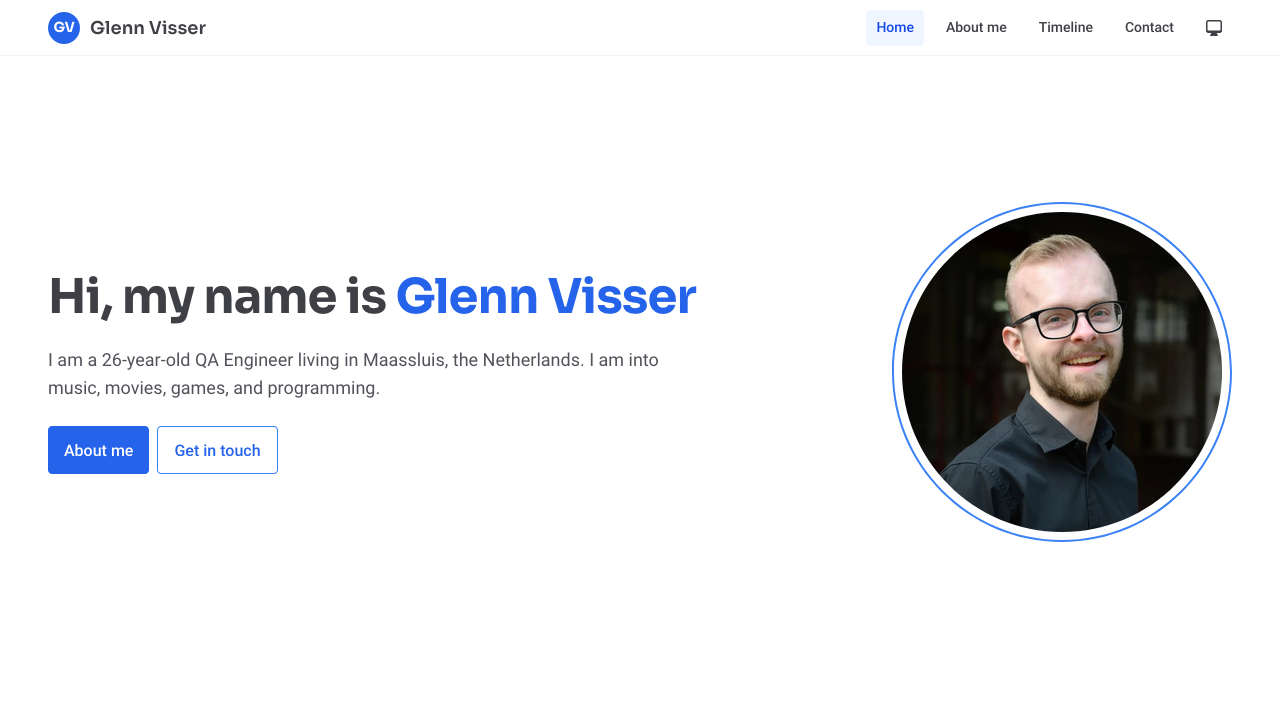 GV Glenn Visser Home About me Timeline Contact
Hi, my name is Glenn Visser
I am a 26-year-old QA Engineer living in Maassluis, the Netherlands. I am into
music, movies, games, and programming.
About me Get in touch